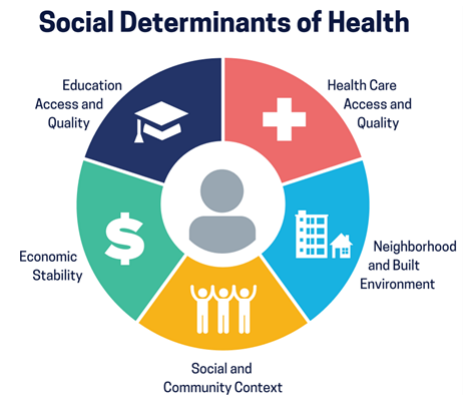 Social Determinants of Health
Education
Access and
Quality
Health Care
Access and
Quality
Economic
Stability
$
Neighborhood
and Built
Environment
Social and
Community Context